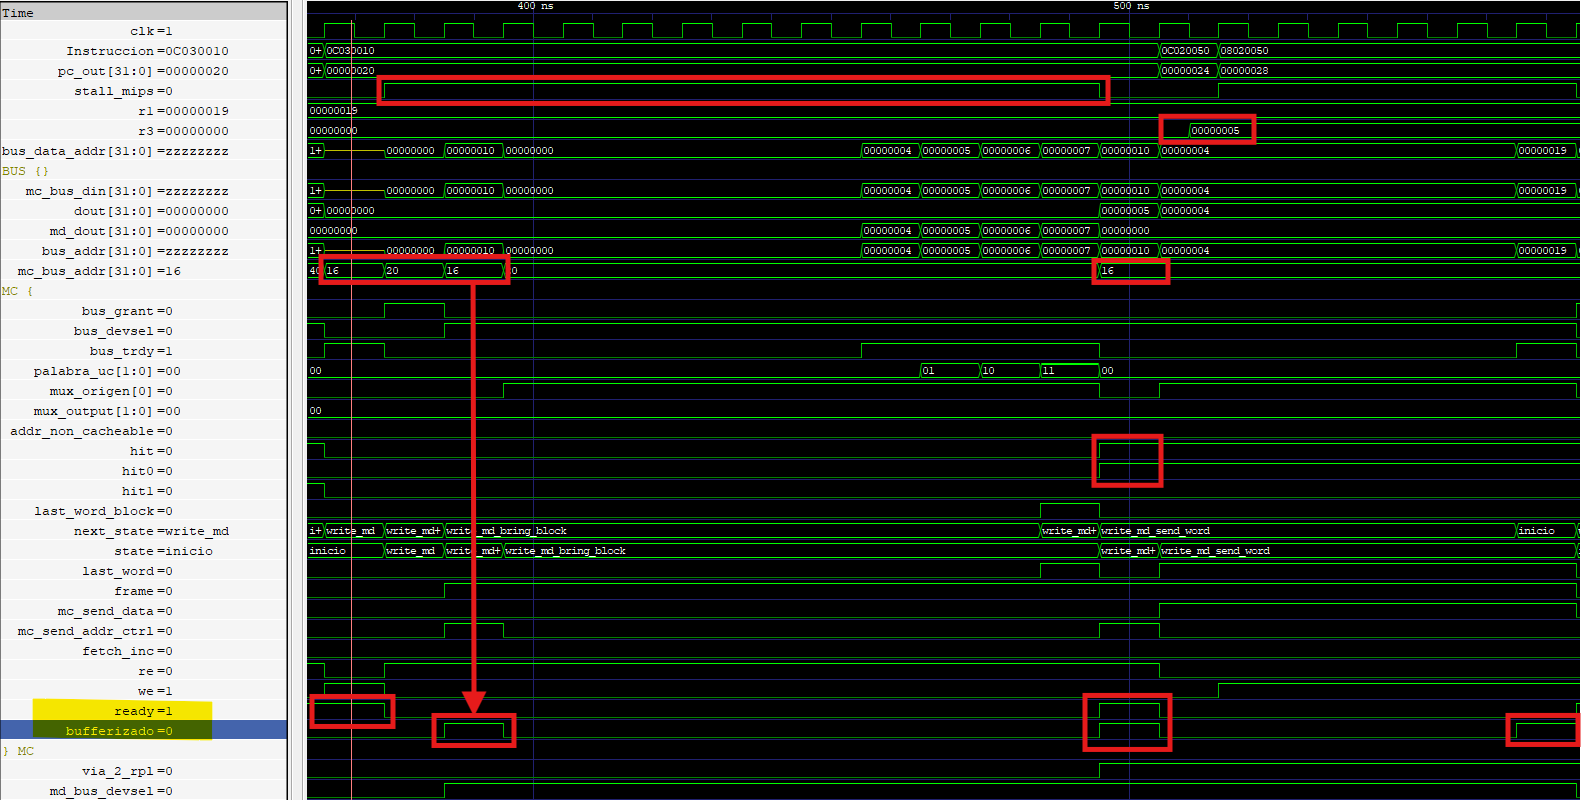 400 ns 500 ns
Time
clk=1
Instruccion=0C030010 0+ 0C030010 0C020050 08020050
pc_out[31:0]=00000020 0+ 00000020 00000024 00000028
stall_mips=0
r1=00000019 00000019
r3=00000000 00000000 00000005
bus_data_addr[31:0]=zzzzzzzz 1+ 00000000 00000010 00000000 00000004 00000005 00000006 00000007 00000010 00000004 00000019
BUS {}
mc_bus_din[31:0]=zzzzzzzz 1+ 00000000 00000010 00000000 00000004 00000005 00000006 00000007 00000010 00000004 00000019
dout[31:0]=00000000 0+ 00000000 00000005 00000004
md_dout[31:0]=00000000 00000000 00000004 00000005 00000006 00000007 00000000
bus_addr[31:0]=zzzzzzzz 1+ 00000000 00000010 00000000 00000004 00000005 00000006 00000007 00000010 00000004 00000019
mc_bus_addr[31:0]=16 16 20 16 16
MC {
bus_grant=0
bus_devsel=0
bus_trdy=1
palabra_uc[1:0]=00 00 01 10 11 00
mux_origen[0]=0
mux_output[1:0]=00 00
addr_non_cacheable=0
hit=0
hit0=0
hit1=0
last_word_block=0
next_state=write_md i+ write_md write_md+ write_md_bring_block write_md+ write_md_send_word inicio
state=inicio inicio write_md write_md+ write_md_bring_block write_md+ write_md_send_word
last_word=0
frame=0
mc_send_data=0
mc_send_addr_ctrl=0
fetch_inc=0
re=0
we=1
ready=1
bufferizado=0
} MC
via_2_rpl=0
md_bus_devsel=0